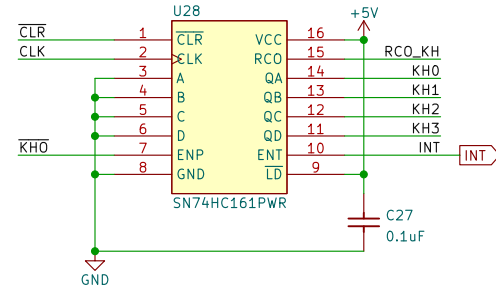 U28
+5V
CLR 1 CLR VCC 16
CLK 2 CLK RCO 15 RCO_KH
3 A QA 14 KH0
4 B QB 13 KH1
5 C QC 12 KH2
6 D QD 11 KH3
KHO 7 ENP ENT 10 INT INT
8 GND LD 9
SN74HC161PWR
C27
0.1uF
GND